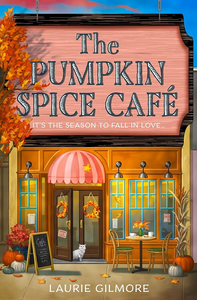 The
PUMPKIN
SPICE CAFÉ
IT'S THE SEASON TO FALL IN LOVE...
LAURIE GILMORE